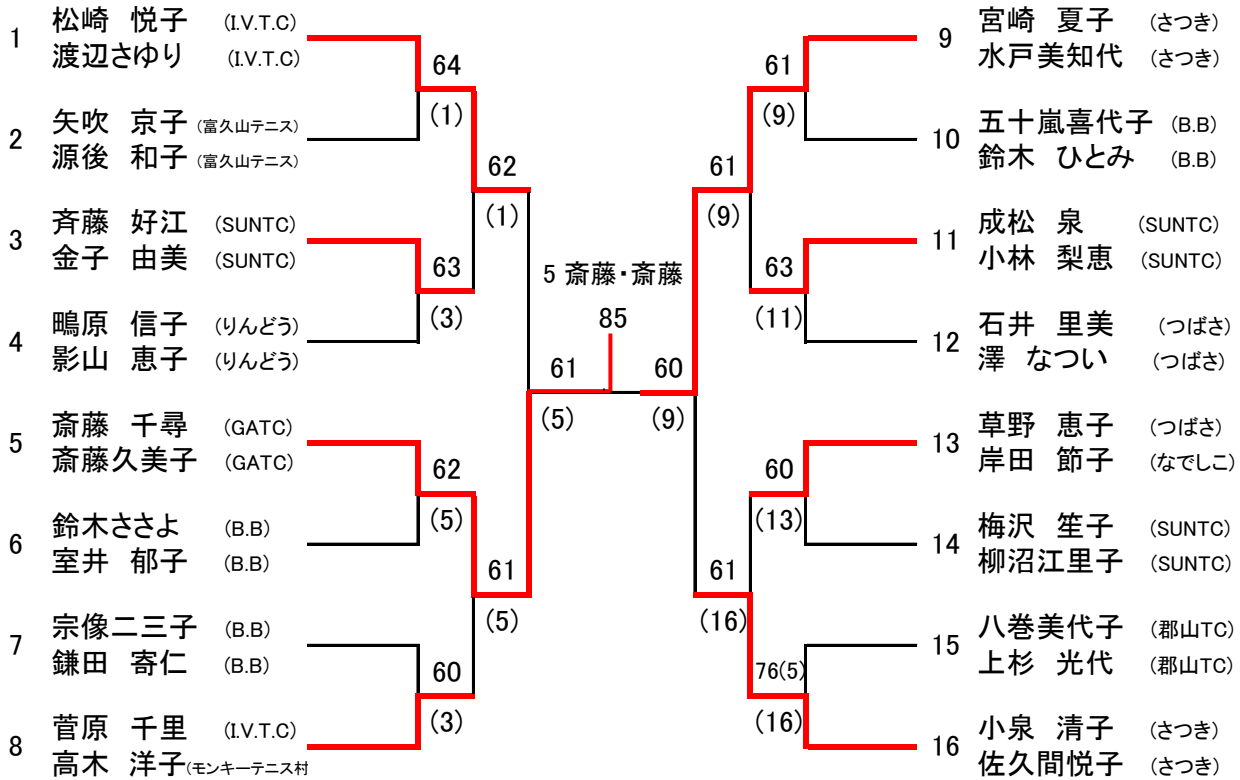 1
松崎 悦子 (I.V.T.C)
渡辺さゆり (I.V.T.C)
2
矢吹 京子 (富久山テニス)
源後 和子 (富久山テニス)
3
斉藤 好江 (SUNTC)
金子 由美 (SUNTC)
4
鴫原 信子 (りんどう)
影山 恵子 (りんどう)
5
斎藤 千尋 (GATC)
斎藤久美子 (GATC)
6
鈴木ささよ (B.B)
室井 郁子 (B.B)
7
宗像二三子 (B.B)
鎌田 寄仁 (B.B)
8
菅原 千里 (I.V.T.C)
高木 洋子(モンキーテニス村
64
(1)
63
(3)
62
(5)
60
(3)
62
(1)
61
(5)
61
(5)
5 斎藤・斎藤
85
60
(9)
61
(9)
61
(16)
61
(9)
63
(11)
60
(13)
76(5)
(16)
9
宮崎 夏子 (さつき)
水戸美知代 (さつき)
10
五十嵐喜代子 (B.B)
鈴木 ひとみ (B.B)
11
成松 泉 (SUNTC)
小林 梨恵 (SUNTC)
12
石井 里美 (つばさ)
澤 なつい (つばさ)
13
草野 恵子 (つばさ)
岸田 節子 (なでしこ)
14
梅沢 笙子 (SUNTC)
柳沼江里子 (SUNTC)
15
八巻美代子 (郡山TC)
上杉 光代 (郡山TC)
16
小泉 清子 (さつき)
佐久間悦子 (さつき)